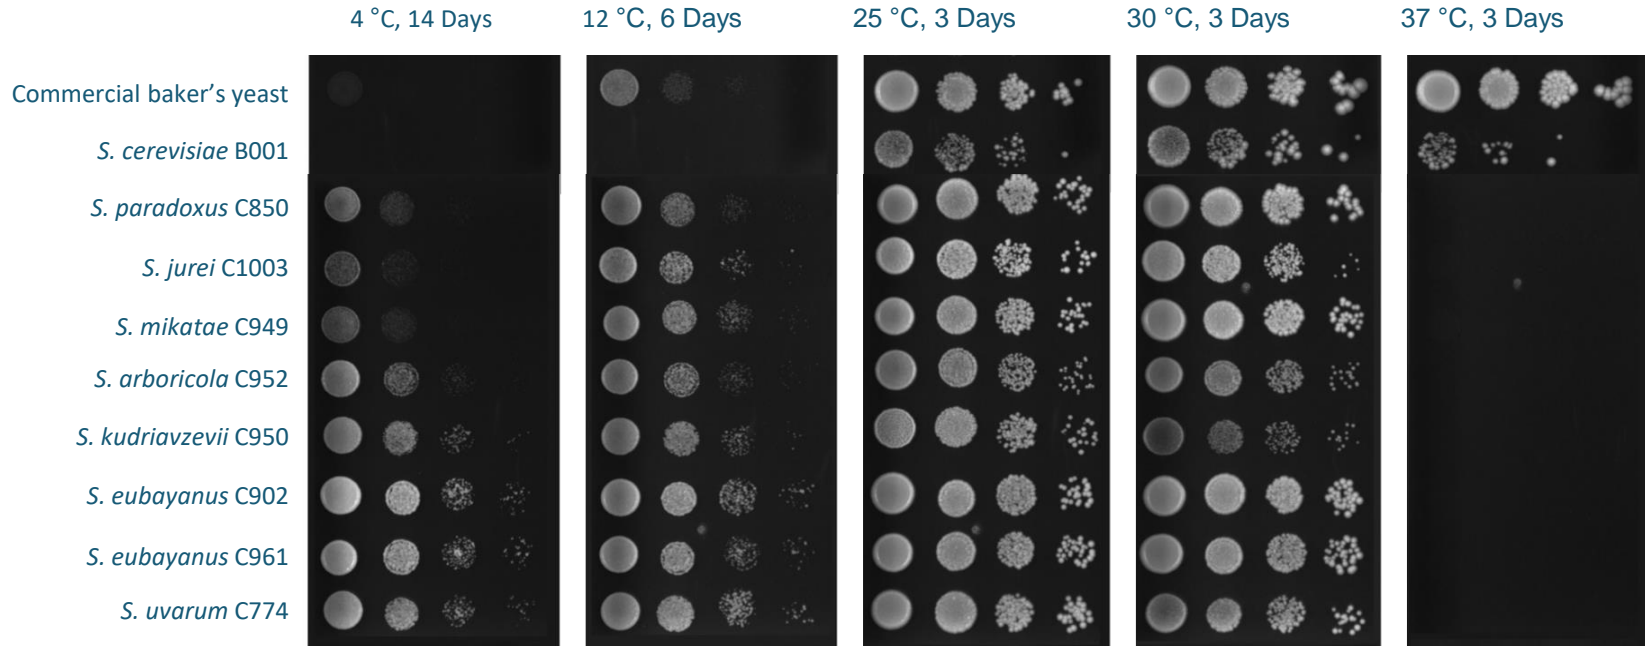 4 °C, 14 Days 12 °C, 6 Days 25 °C, 3 Days 30 °C, 3 Days 37 °C, 3 Days
Commercial baker’s yeast
S. cerevisiae B001
S. paradoxus C850
S. jurei C1003
S. mikatae C949
S. arboricola C952
S. kudriavzevii C950
S. eubayanus C902
S. eubayanus C961
S. uvarum C774